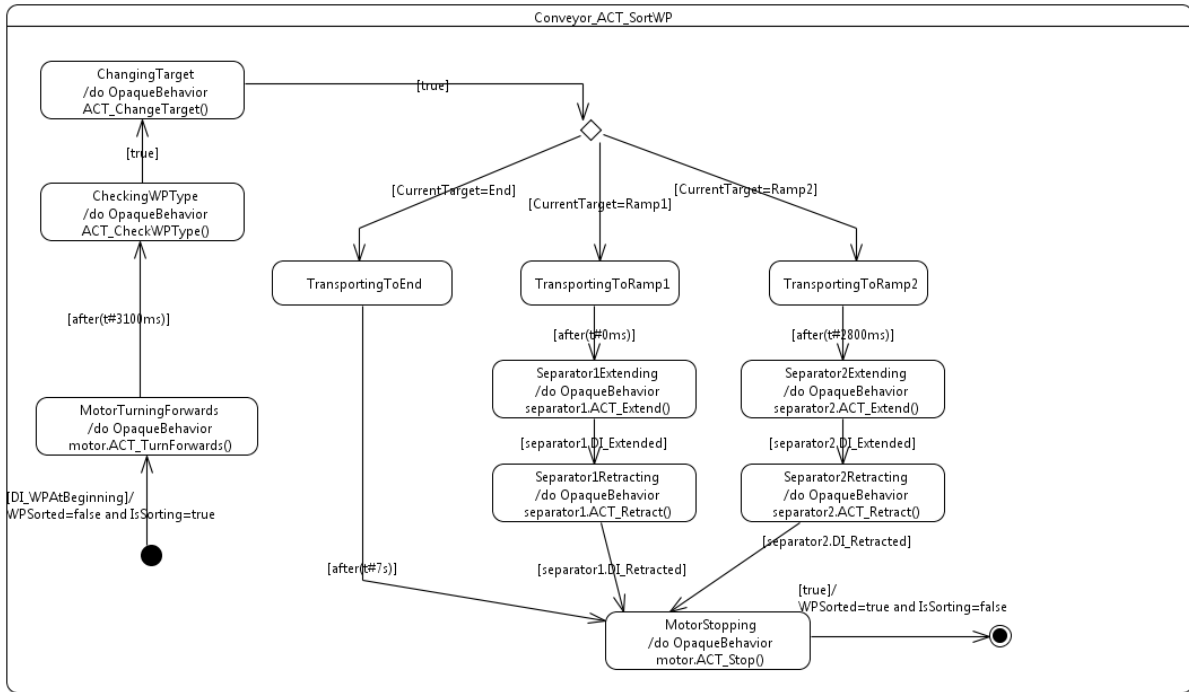 Conveyor_ACT_SortWP
ChangingTarget
/do OpaqueBehavior
ACT_ChangeTarget()
[true]
[true]
CheckingWPType
/do OpaqueBehavior
ACT_CheckWPType()
[CurrentTarget=End]
[CurrentTarget=Ramp1]
[CurrentTarget=Ramp2]
TransportingToEnd
TransportingToRamp1
TransportingToRamp2
[after(t#3100ms)]
[after(t#0ms)]
[after(t#2800ms)]
MotorTurningForwards
/do OpaqueBehavior
motor.ACT_TurnForwards()
Separator1Extending
/do OpaqueBehavior
separator1.ACT_Extend()
Separator2Extending
/do OpaqueBehavior
separator2.ACT_Extend()
[separator1.DI_Extended]
[separator2.DI_Extended]
Separator1Retracting
/do OpaqueBehavior
separator1.ACT_Retract()
Separator2Retracting
/do OpaqueBehavior
separator2.ACT_Retract()
[DI_WPAtBeginning]/
WPSorted=false and IsSorting=true
[after(t#7s)]
[separator1.DI_Retracted]
[separator2.DI_Retracted]
[true]/
WPSorted=true and IsSorting=false
MotorStopping
/do OpaqueBehavior
motor.ACT_Stop()